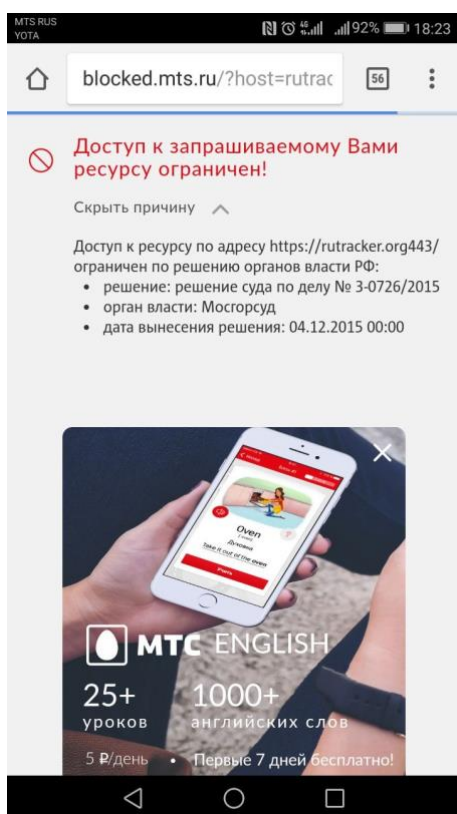 MTS RUS
YOTA
4G
92%
18:23
blocked.mts.ru/?host=rutrac
56
Доступ к запрашиваемому Вами
ресурсу ограничен!
Скрыть причину
Доступ к ресурсу по адресу https://rutracker.org443/
ограничен по решению органов власти РФ:
• решение: решение суда по делу № 3-0726/2015
• орган власти: Мосгорсуд
• дата вынесения решения: 04.12.2015 00:00
Oven
Духовка
Take it out of the oven
МТС ENGLISH
25+
уроков
1000+
английских слов
5 ₽/день • Первые 7 дней бесплатно!